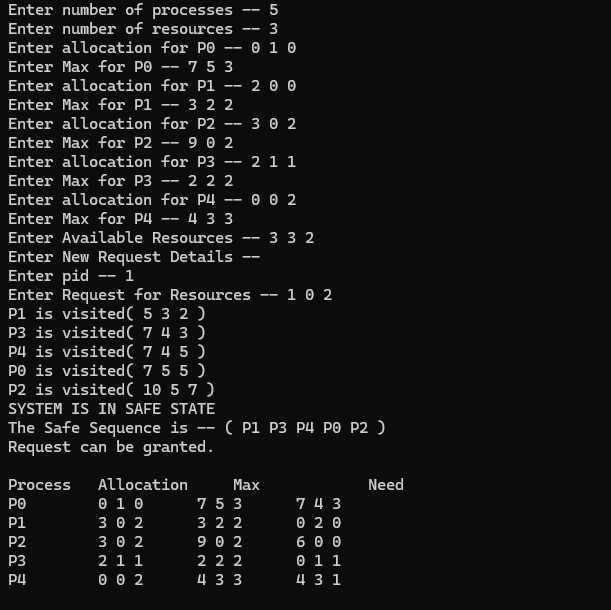 Enter number of processes -- 5
Enter number of resources -- 3
Enter allocation for P0 -- 0 1 0
Enter Max for P0 -- 7 5 3
Enter allocation for P1 -- 2 0 0
Enter Max for P1 -- 3 2 2
Enter allocation for P2 -- 3 0 2
Enter Max for P2 -- 9 0 2
Enter allocation for P3 -- 2 1 1
Enter Max for P3 -- 2 2 2
Enter allocation for P4 -- 0 0 2
Enter Max for P4 -- 4 3 3
Enter Available Resources -- 3 3 2
Enter New Request Details --
Enter pid -- 1
Enter Request for Resources -- 1 0 2
P1 is visited( 5 3 2 )
P3 is visited( 7 4 3 )
P4 is visited( 7 4 5 )
P0 is visited( 7 5 5 )
P2 is visited( 10 5 7 )
SYSTEM IS IN SAFE STATE
The Safe Sequence is -- ( P1 P3 P4 P0 P2 )
Request can be granted.
Process Allocation Max Need
P0 0 1 0 7 5 3 7 4 3
P1 3 0 2 3 2 2 0 2 0
P2 3 0 2 9 0 2 6 0 0
P3 2 1 1 2 2 2 0 1 1
P4 0 0 2 4 3 3 4 3 1